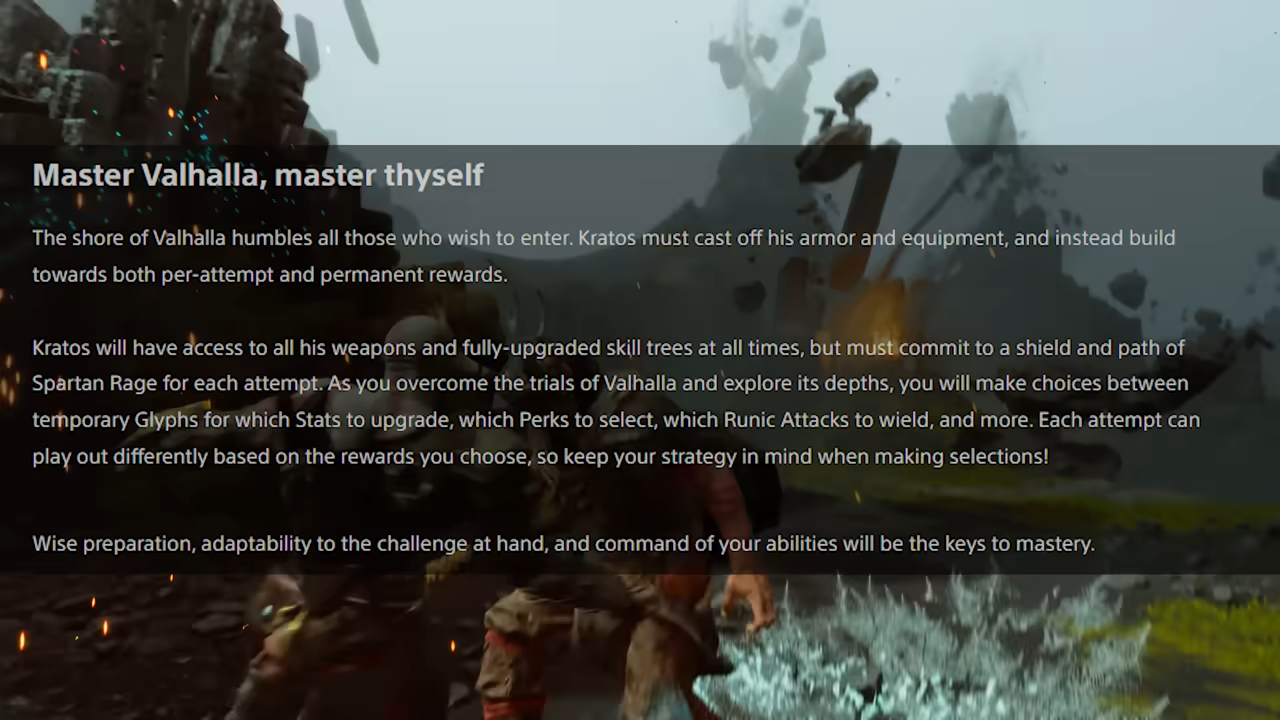 Master Valhalla, master thyself
The shore of Valhalla humbles all those who wish to enter. Kratos must cast off his armor and equipment, and instead build
towards both per-attempt and permanent rewards.
Kratos will have access to all his weapons and fully-upgraded skill trees at all times, but must commit to a shield and path of
Spartan Rage for each attempt. As you overcome the trials of Valhalla and explore its depths, you will make choices between
temporary Glyphs for which Stats to upgrade, which Perks to select, which Runic Attacks to wield, and more. Each attempt can
play out differently based on the rewards you choose, so keep your strategy in mind when making selections!
Wise preparation, adaptability to the challenge at hand, and command of your abilities will be the keys to mastery.